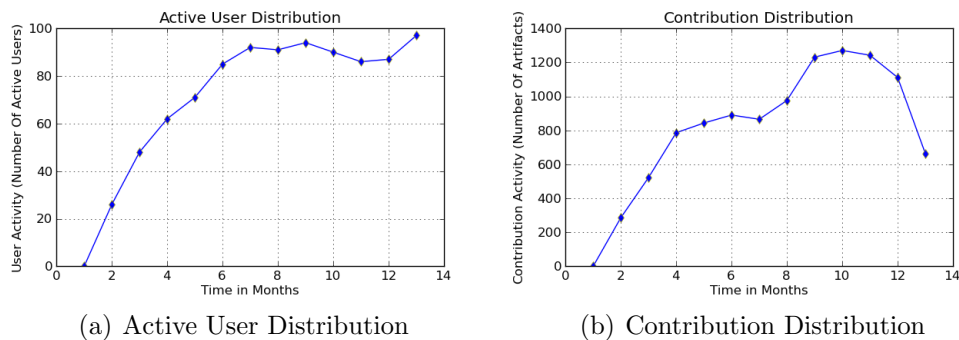 Active User Distribution
User Activity (Number Of Active Users)
100
80
60
40
20
0
0 2 4 6 8 10 12 14
Time in Months
(a) Active User Distribution
Contribution Distribution
Contribution Activity (Number Of Artifacts)
1400
1200
1000
800
600
400
200
0
0 2 4 6 8 10 12 14
Time in Months
(b) Contribution Distribution